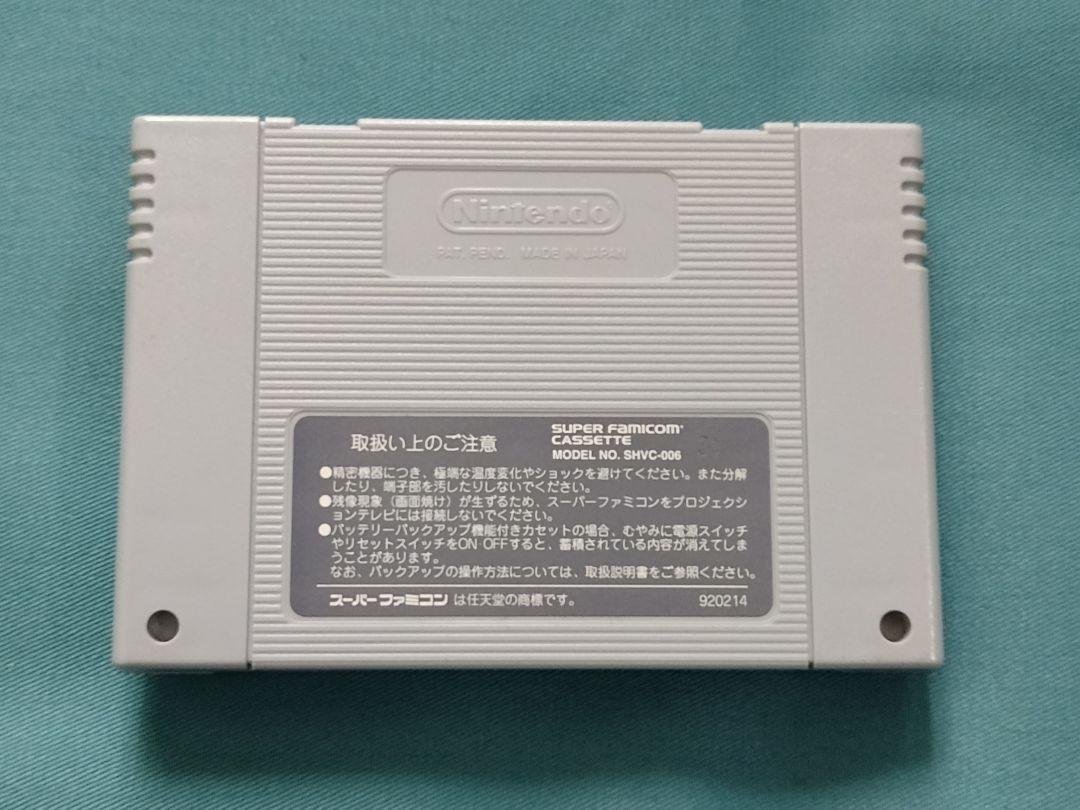 Nintendo
PAT. PEND. MADE IN JAPAN
取扱い上のご注意
SUPER FAMICOM
CASSETTE
MODEL NO. SHVC-006
●精密機器につき、極端な温度変化やショックを避けてください。また分解
したり、端子部を汚したりしないでください。
●残像現象（画面焼け）が生ずるため、スーパーファミコンをプロジェクシ
ョンテレビには接続しないでください。
●バッテリーバックアップ機能付きカセットの場合、むやみに電源スイッチ
やリセットスイッチをON·OFFすると、蓄積されている内容が消えてしま
うことがあります。
なお、バックアップの操作方法については、取扱説明書をご参照ください。
スーパーファミコンは任天堂の商標です。
920214